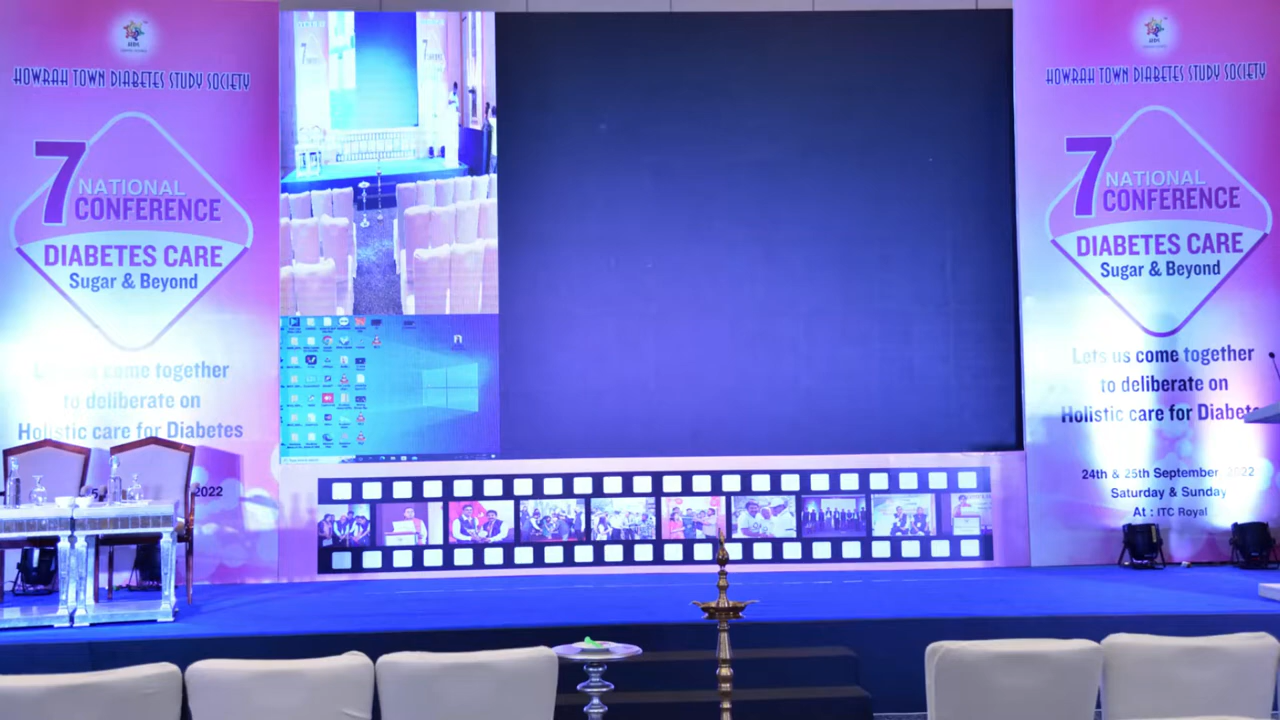 HOWRAH TOWN DIABETES STUDY SOCIETY
7 NATIONAL
CONFERENCE
DIABETES CARE
Sugar & Beyond
come together
to deliberate on
Holistic care for Diabetes
2022
7
HOWRAH TOWN DIABETES STUDY SOCIETY
7 NATIONAL
CONFERENCE
DIABETES CARE
Sugar & Beyond
Lets us come together
to deliberate on
Holistic care for Diabete
24th & 25th September 2022
Saturday & Sunday
At : ITC Royal